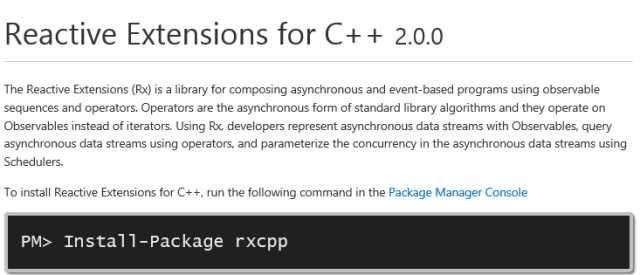 Reactive Extensions for C++ 2.0.0
The Reactive Extensions (Rx) is a library for composing asynchronous and event-based programs using observable
sequences and operators. Operators are the asynchronous form of standard library algorithms and they operate on
Observables instead of iterators. Using Rx, developers represent asynchronous data streams with Observables, query
asynchronous data streams using operators, and parameterize the concurrency in the asynchronous data streams using
Schedulers.
To install Reactive Extensions for C++, run the following command in the Package Manager Console
PM> Install-Package rxcpp